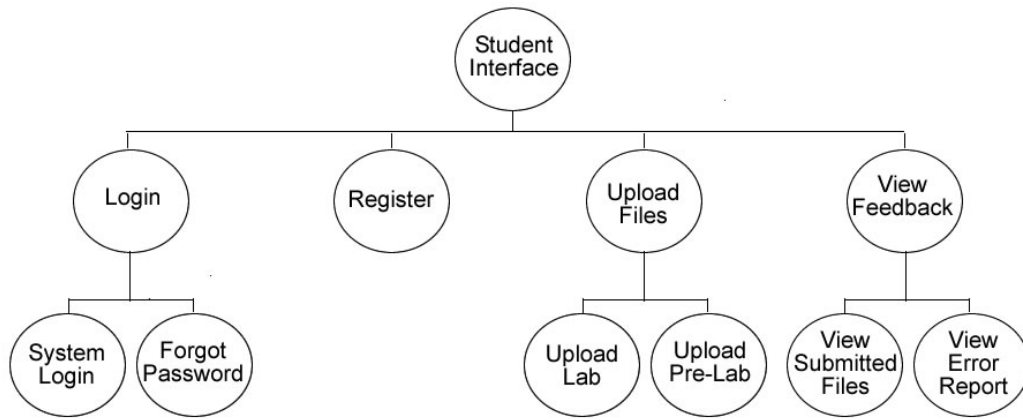 Student
Interface
Login
Register
Upload
Files
View
Feedback
System
Login
Forgot
Password
Upload
Lab
Upload
Pre-Lab
View
Submitted
Files
View
Error
Report